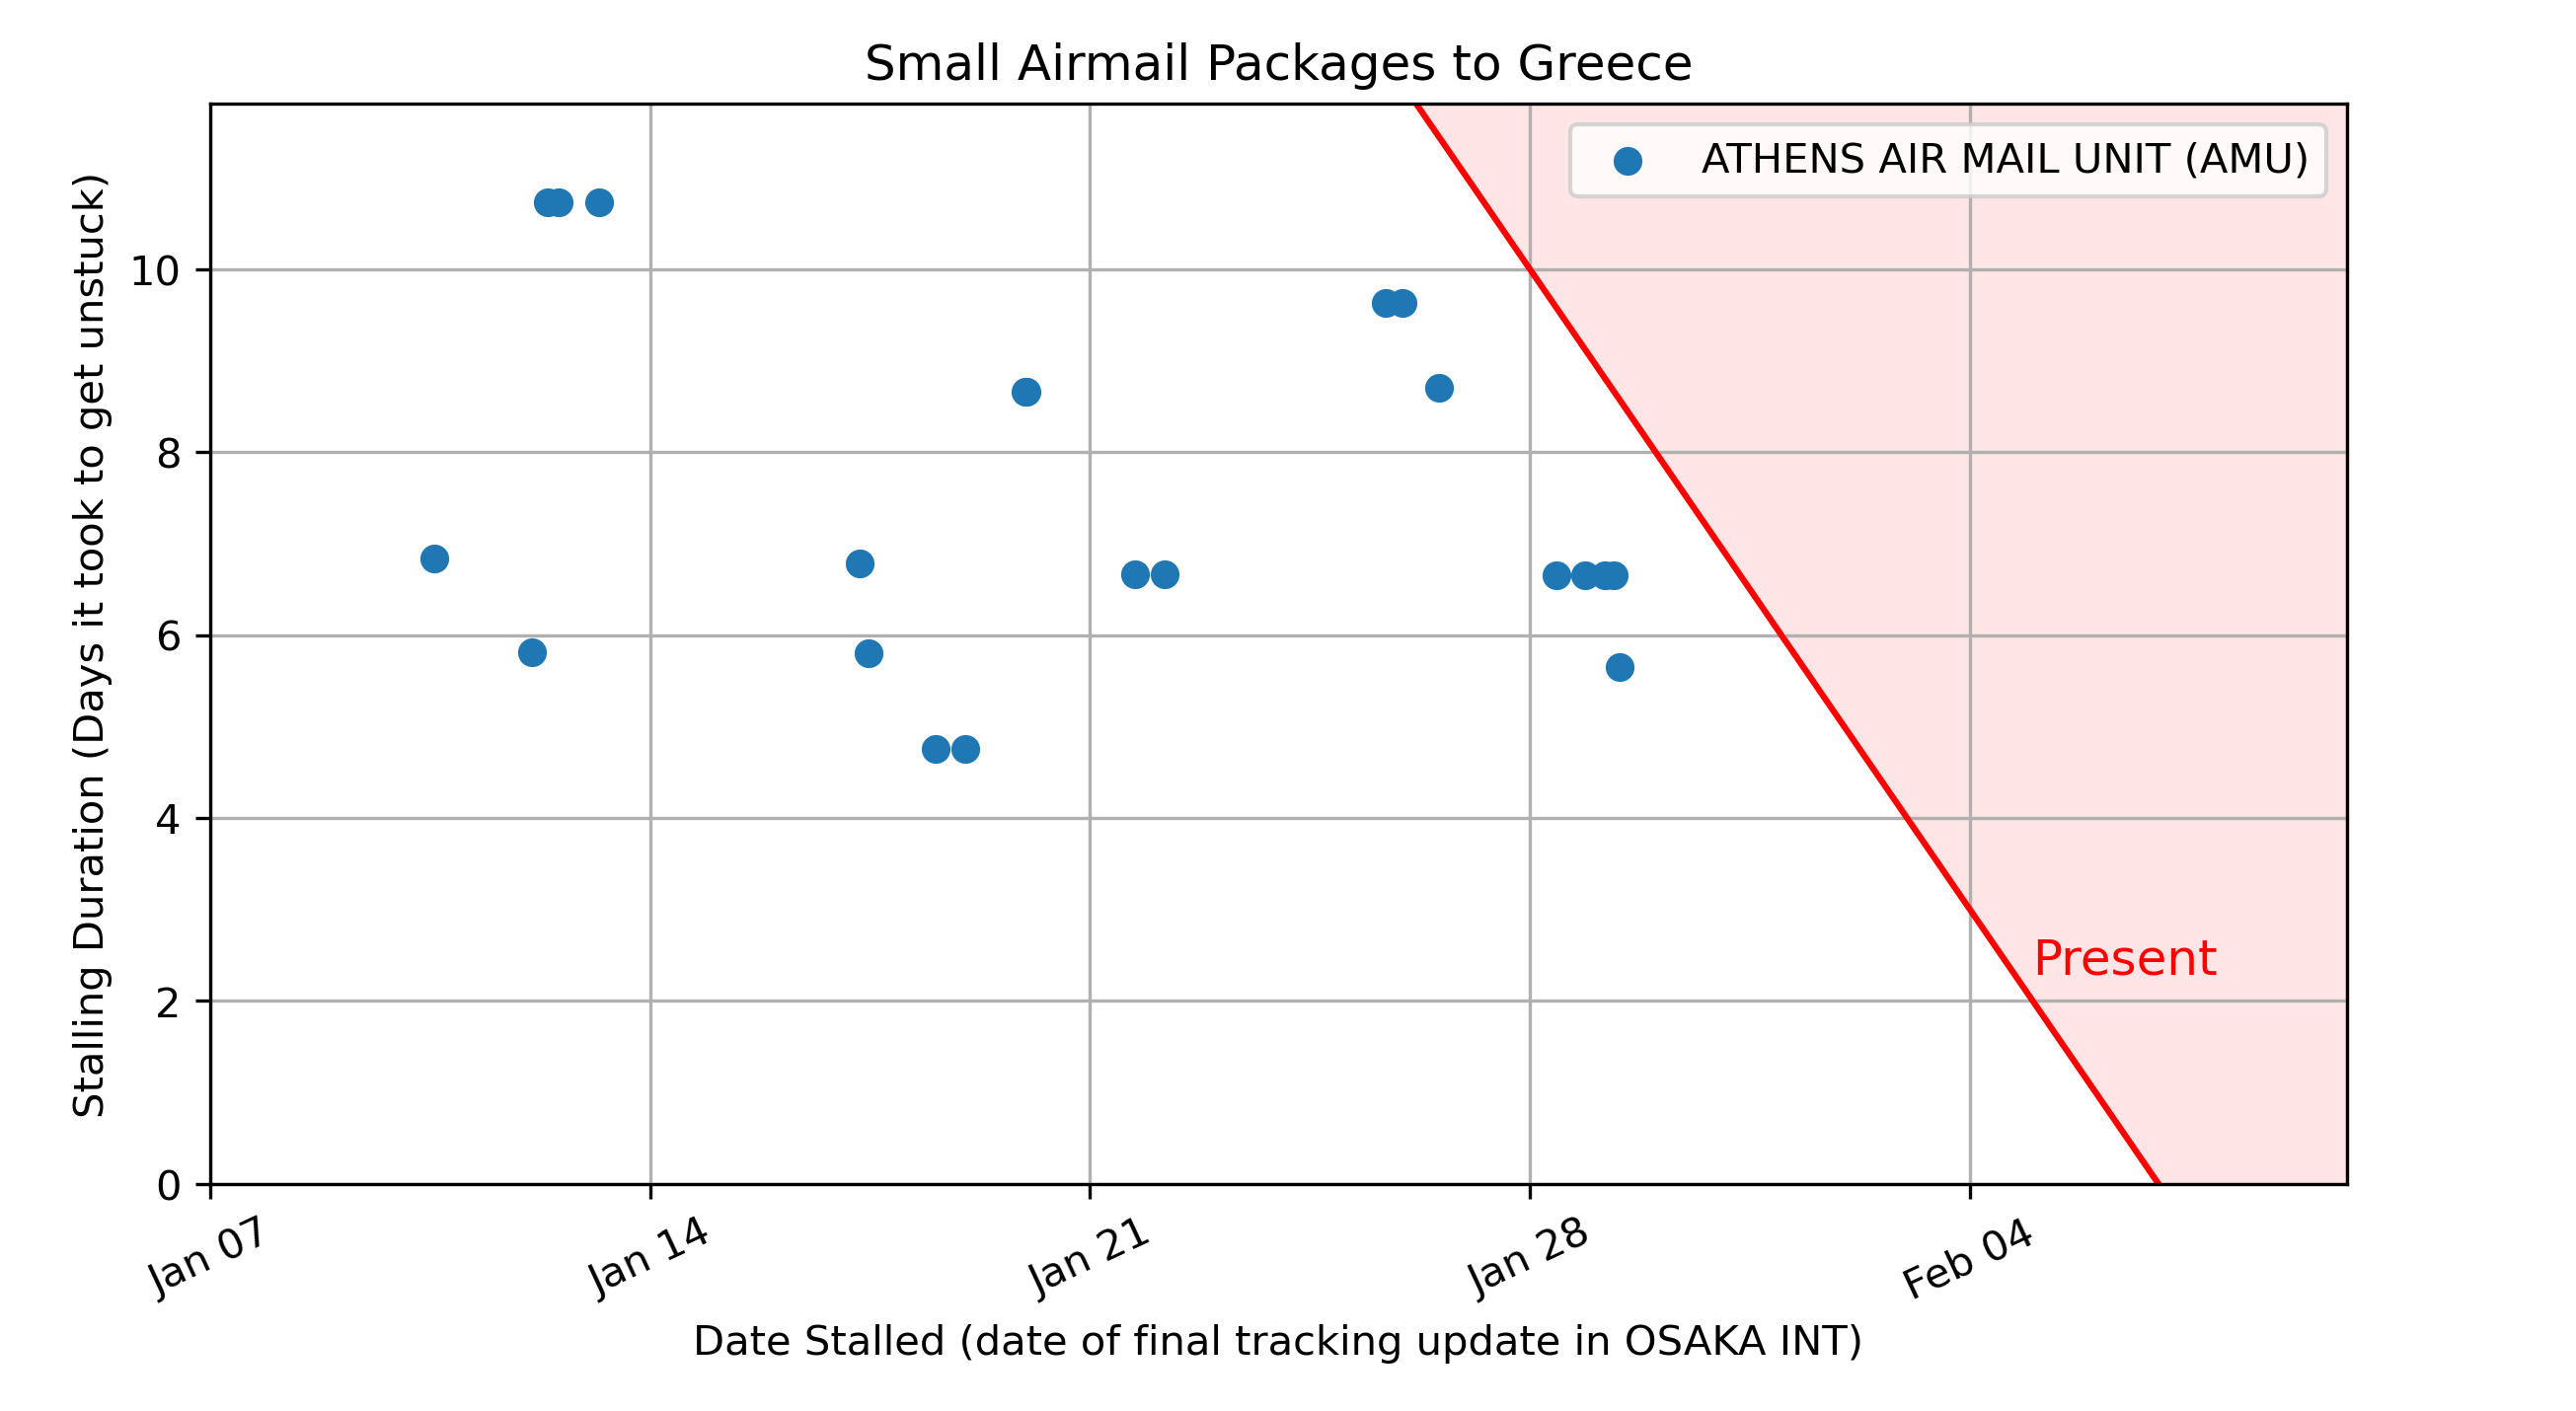 Small Airmail Packages to Greece
ATHENS AIR MAIL UNIT (AMU)
Stalling Duration (Days it took to get unstuck)
10
8
6
4
2
0
Present
Jan 07
Jan 14
Jan 21
Jan 28
Feb 04
Date Stalled (date of final tracking update in OSAKA INT)